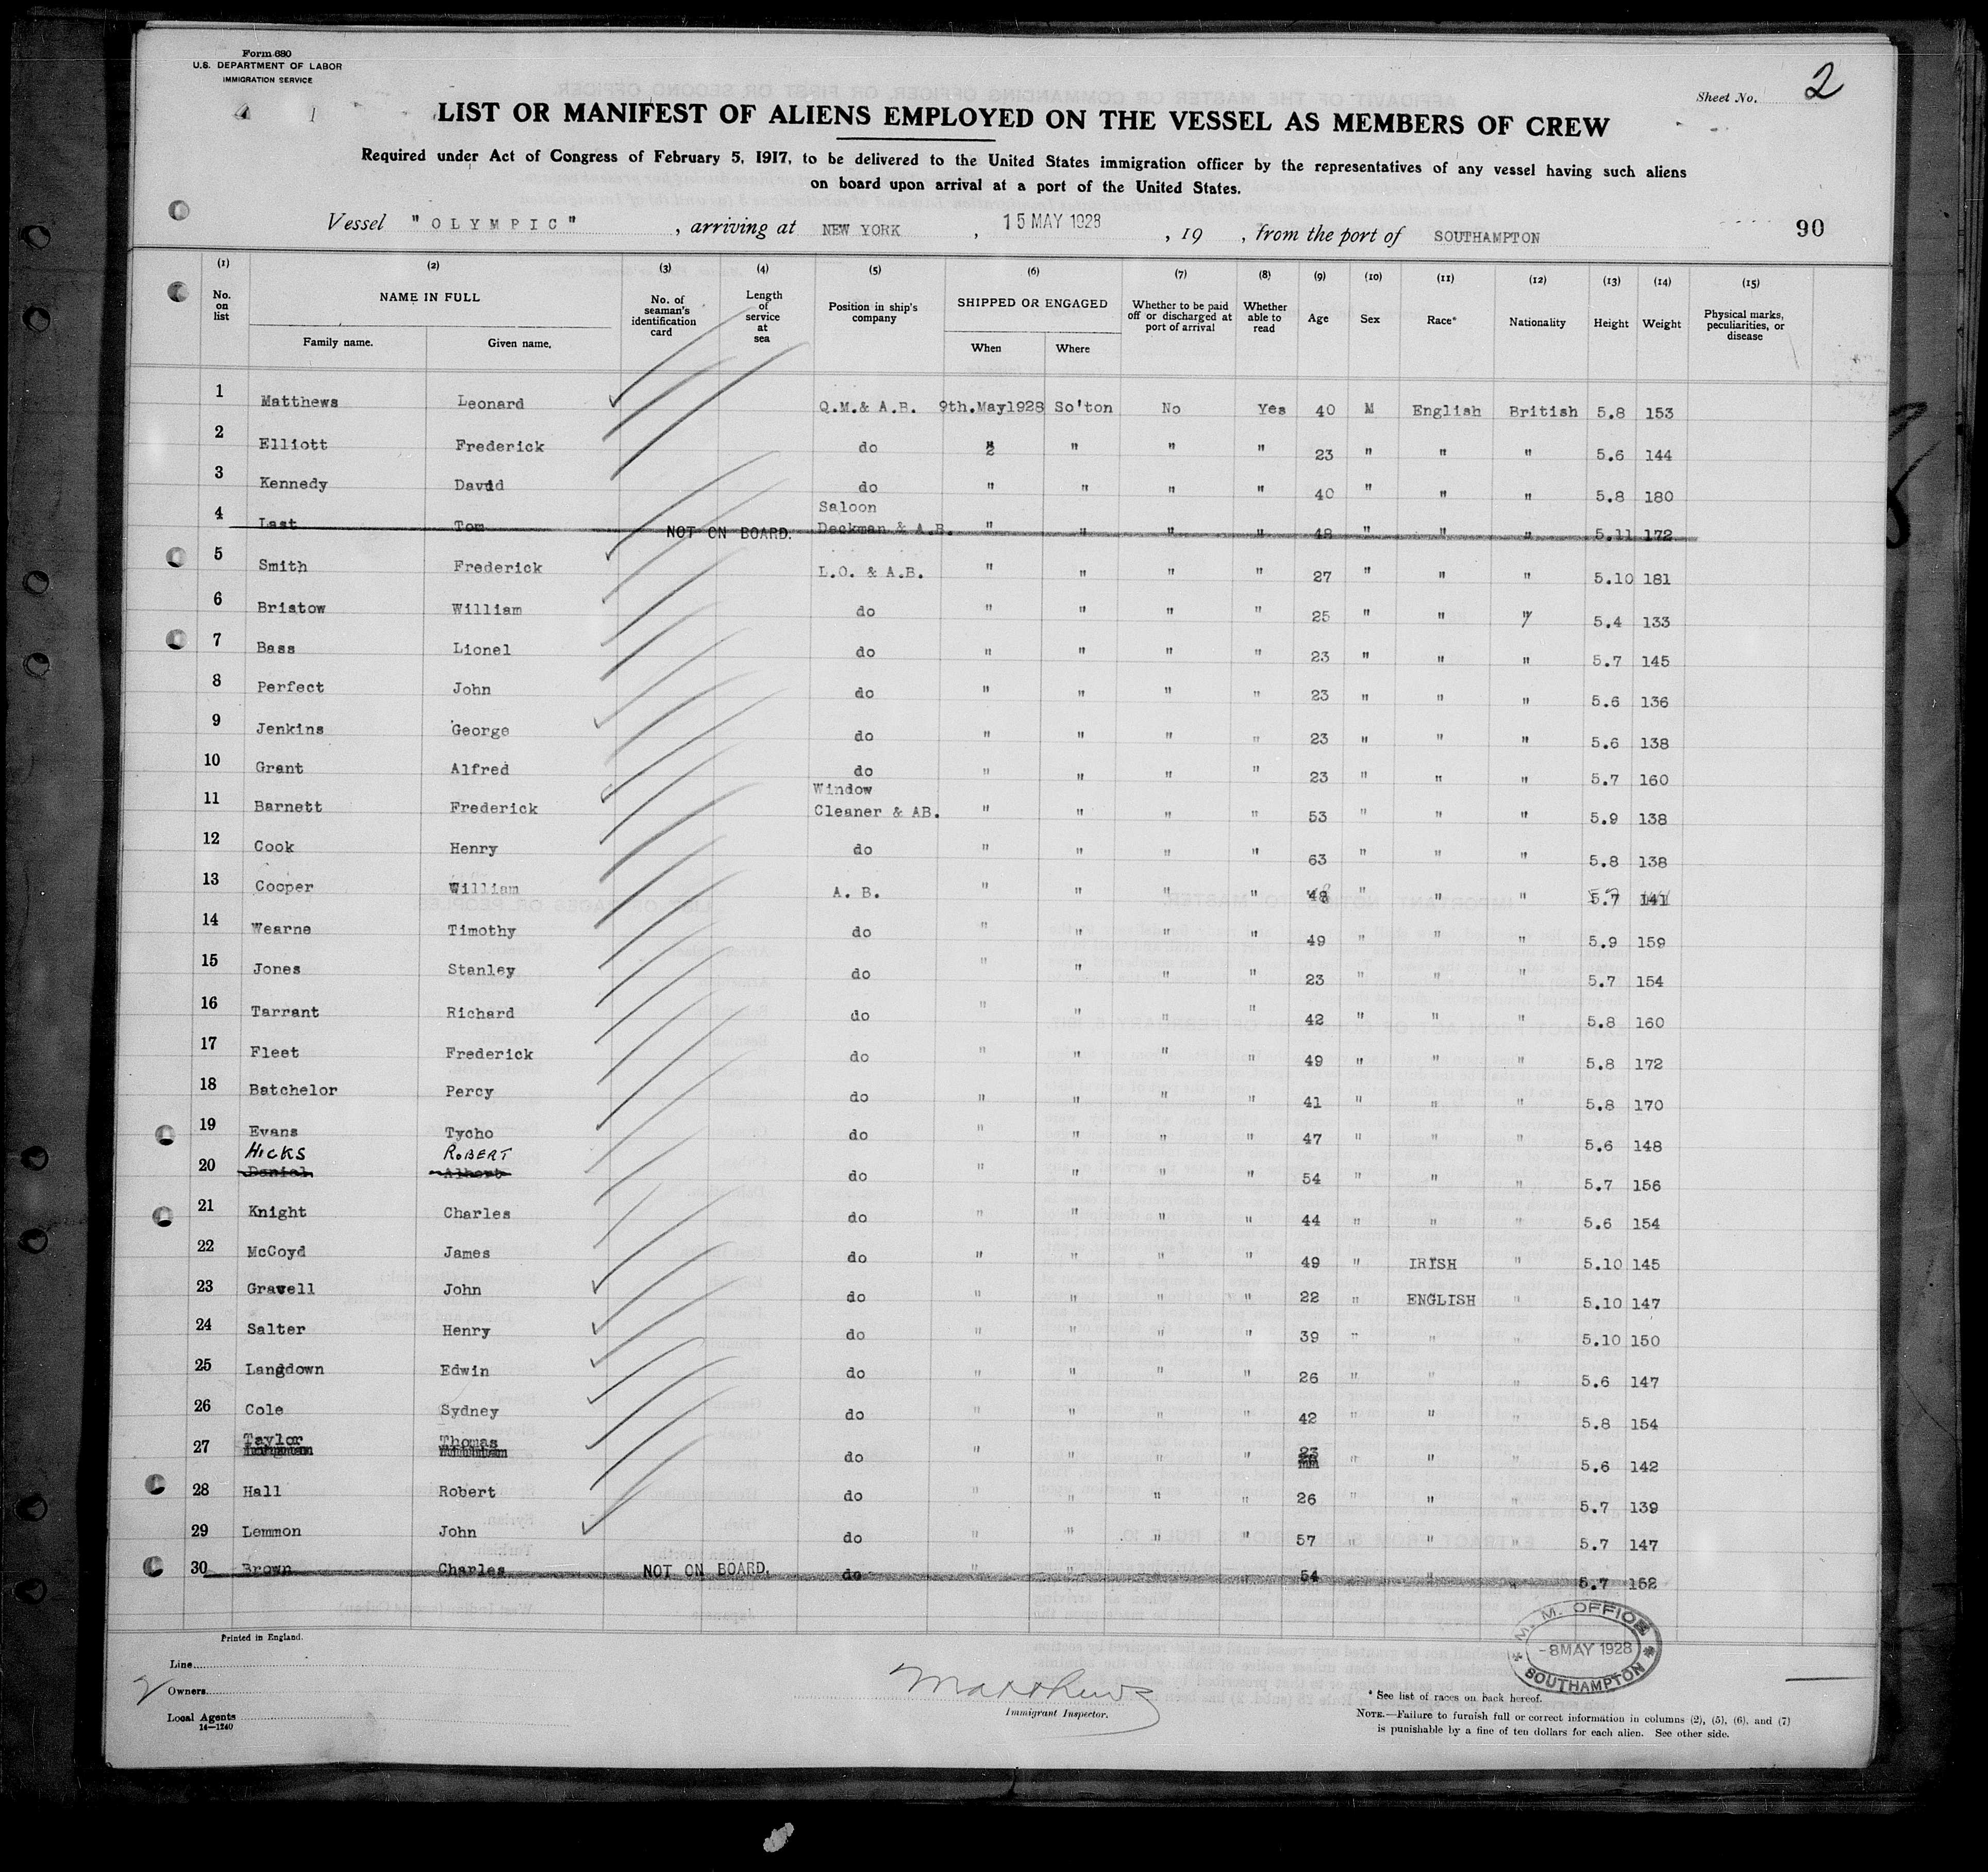 Form 680
U.S. DEPARTMENT OF LABOR
IMMIGRATION SERVICE
Sheet No. 2
LIST OR MANIFEST OF ALIENS EMPLOYED ON THE VESSEL AS MEMBERS OF CREW
Required under Act of Congress of February 5, 1917, to be delivered to the United States immigration officer by the representatives of any vessel having such aliens
on board upon arrival at a port of the United States.
Vessel "OLYMPIC", arriving at NEW YORK, 15 MAY 1928, 19 , from the port of SOUTHAMPTON 90
(1) (2) (3) (4) (5) (6) (7) (8) (9) (10) (11) (12) (13) (14) (15)
No. on list NAME IN FULL Family name. Given name. No. of seaman's identification card Length of service at sea Position in ship's company SHIPPED OR ENGAGED When Where Whether to be paid off or discharged at port of arrival Whether able to read Age Sex Race* Nationality Height Weight Physical marks, peculiarities, or disease
1 Matthews Leonard Q.M.& A.B. 9th.May1928 So'ton No Yes 40 M English British 5.8 153
2 Elliott Frederick do " " " " 23 " " " 5.6 144
3 Kennedy David do " " " " 40 " " " 5.8 180
4 Last Tom NOT ON BOARD. Saloon Deckman & A.B. " " " " 48 " " " 5.11 172
5 Smith Frederick L.O. & A.B. " " " " 27 " " " 5.10 181
6 Bristow William do " " " " 25 " " " 5.4 133
7 Bass Lionel do " " " " 23 " " " 5.7 145
8 Perfect John do " " " " 23 " " " 5.6 136
9 Jenkins George do " " " " 23 " " " 5.6 138
10 Grant Alfred do " " " " 23 " " " 5.7 160
11 Barnett Frederick Window Cleaner & AB. " " " " 53 " " " 5.9 138
12 Cook Henry do " " " " 63 " " " 5.8 138
13 Cooper William A. B. " " " " 48 " " " 5.7 141
14 Wearne Timothy do " " " " 49 " " " 5.9 159
15 Jones Stanley do " " " " 23 " " " 5.7 154
16 Tarrant Richard do " " " " 42 " " " 5.8 160
17 Fleet Frederick do " " " " 49 " " " 5.8 172
18 Batchelor Percy do " " " " 41 " " " 5.8 170
19 Evans Tycho do " " " " 47 " " " 5.6 148
HICKS ROBERT
20 Daniel Albert do " " " " 54 " " " 5.7 156
21 Knight Charles do " " " " 44 " " " 5.6 154
22 McCoyd James do " " " " 49 " IRISH " 5.10 145
23 Gravell John do " " " " 22 " ENGLISH " 5.10 147
24 Salter Henry do " " " " 39 " " " 5.10 150
25 Langdown Edwin do " " " " 26 " " " 5.6 147
26 Cole Sydney do " " " " 42 " " " 5.8 154
27 Taylor Thomas do " " " " 23 " " " 5.6 142
28 Hall Robert do " " " " 26 " " " 5.7 139
29 Lemmon John do " " " " 57 " " " 5.7 147
30 Brown Charles NOT ON BOARD. do " " " " 54 " " " 5.7 152
Printed in England.
M. M. OFFICE
-8MAY 1928
SOUTHAMPTON
Line
2 Owners
Local Agents
14—1240
Matthews
Immigrant Inspector.
* See list of races on back hereof.
NOTE.—Failure to furnish full or correct information in columns (2), (5), (6), and (7)
is punishable by a fine of ten dollars for each alien. See other side.